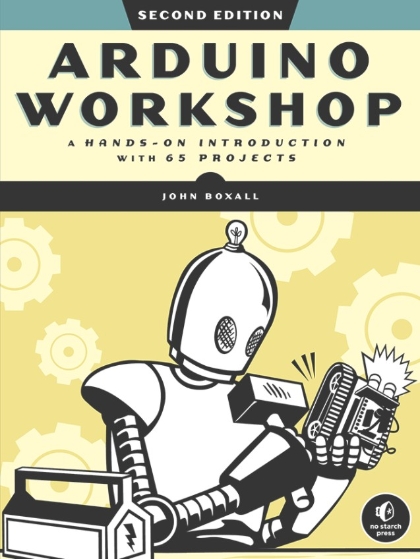 SECOND EDITION
ARDUINO
WORKSHOP
A HANDS-ON INTRODUCTION
WITH 65 PROJECTS
JOHN BOXALL
no starch
press